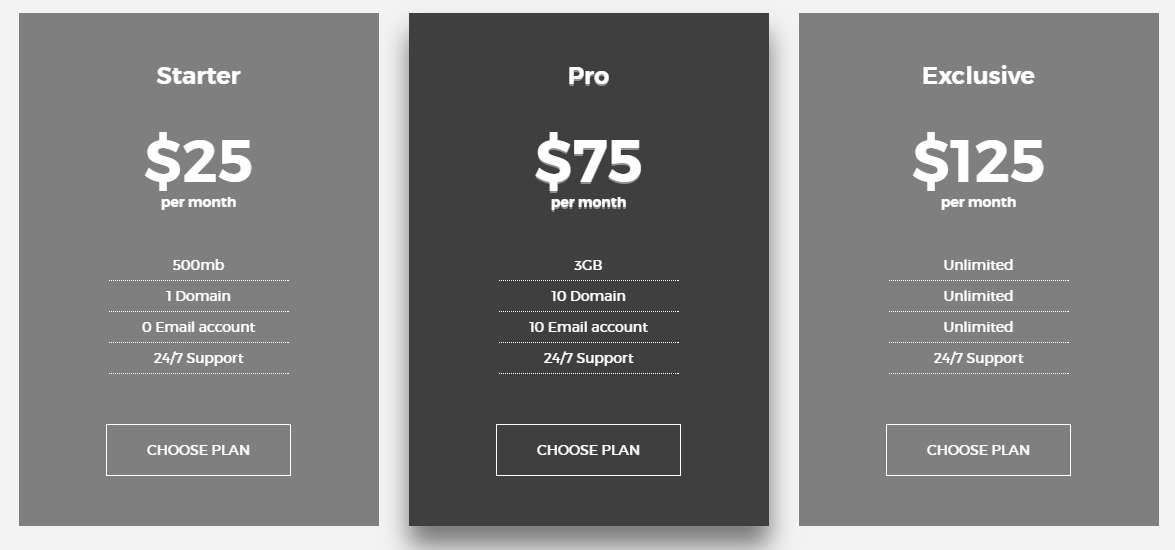 Starter
$25
per month
500mb
1 Domain
0 Email account
24/7 Support
CHOOSE PLAN
Pro
$75
per month
3GB
10 Domain
10 Email account
24/7 Support
CHOOSE PLAN
Exclusive
$125
per month
Unlimited
Unlimited
Unlimited
24/7 Support
CHOOSE PLAN